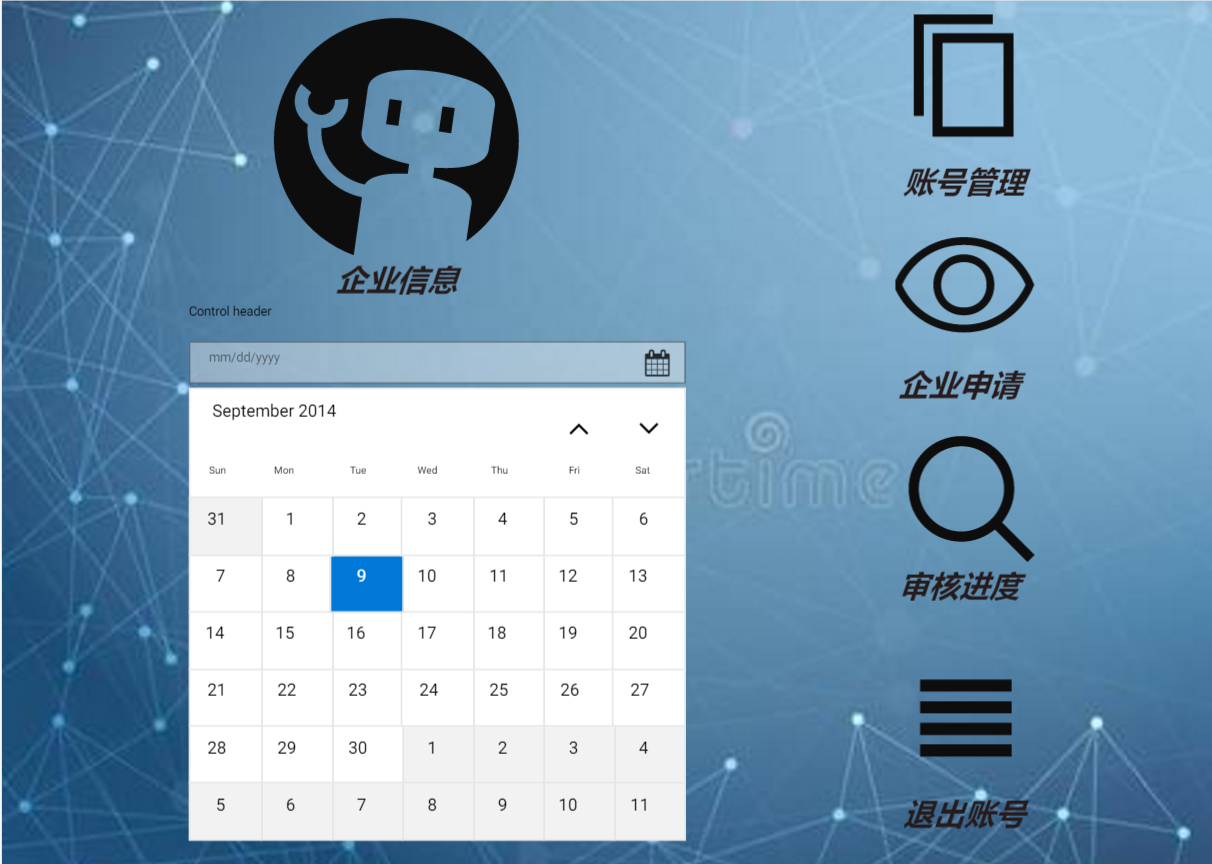 企业信息
Control header
mm/dd/yyyy
September 2014
Sun Mon Tue Wed Thu Fri Sat
31 1 2 3 4 5 6
7 8 9 10 11 12 13
14 15 16 17 18 19 20
21 22 23 24 25 26 27
28 29 30 1 2 3 4
5 6 7 8 9 10 11
账号管理
企业申请
审核进度
退出账号